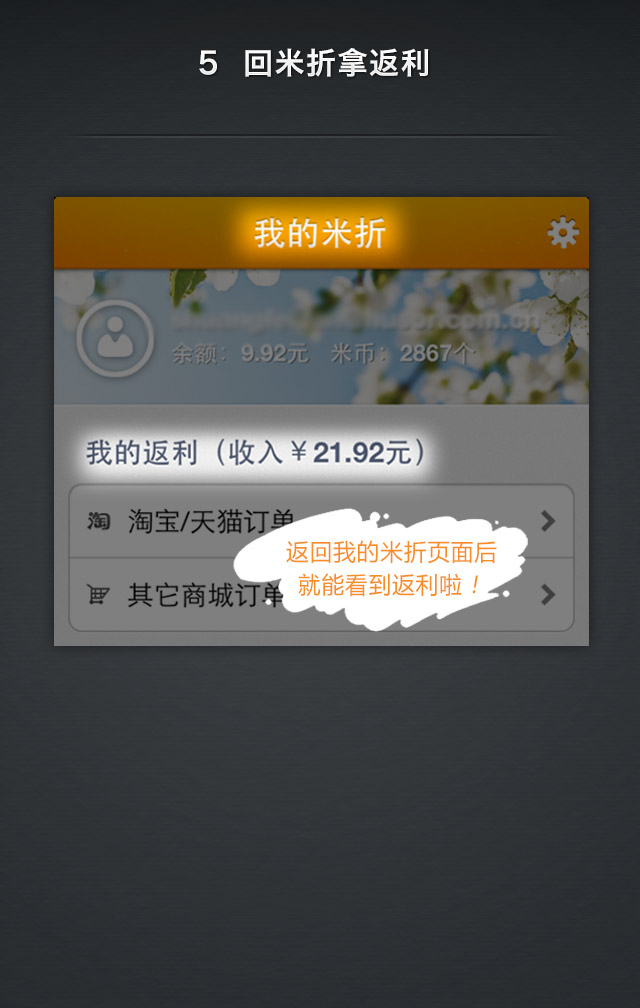 5 回米折拿返利
我的米折
余额：9.92元 米币：2867个
我的返利（收入￥21.92元）
淘 淘宝/天猫订单
返回我的米折页面后
就能看到返利啦！
其它商城订单